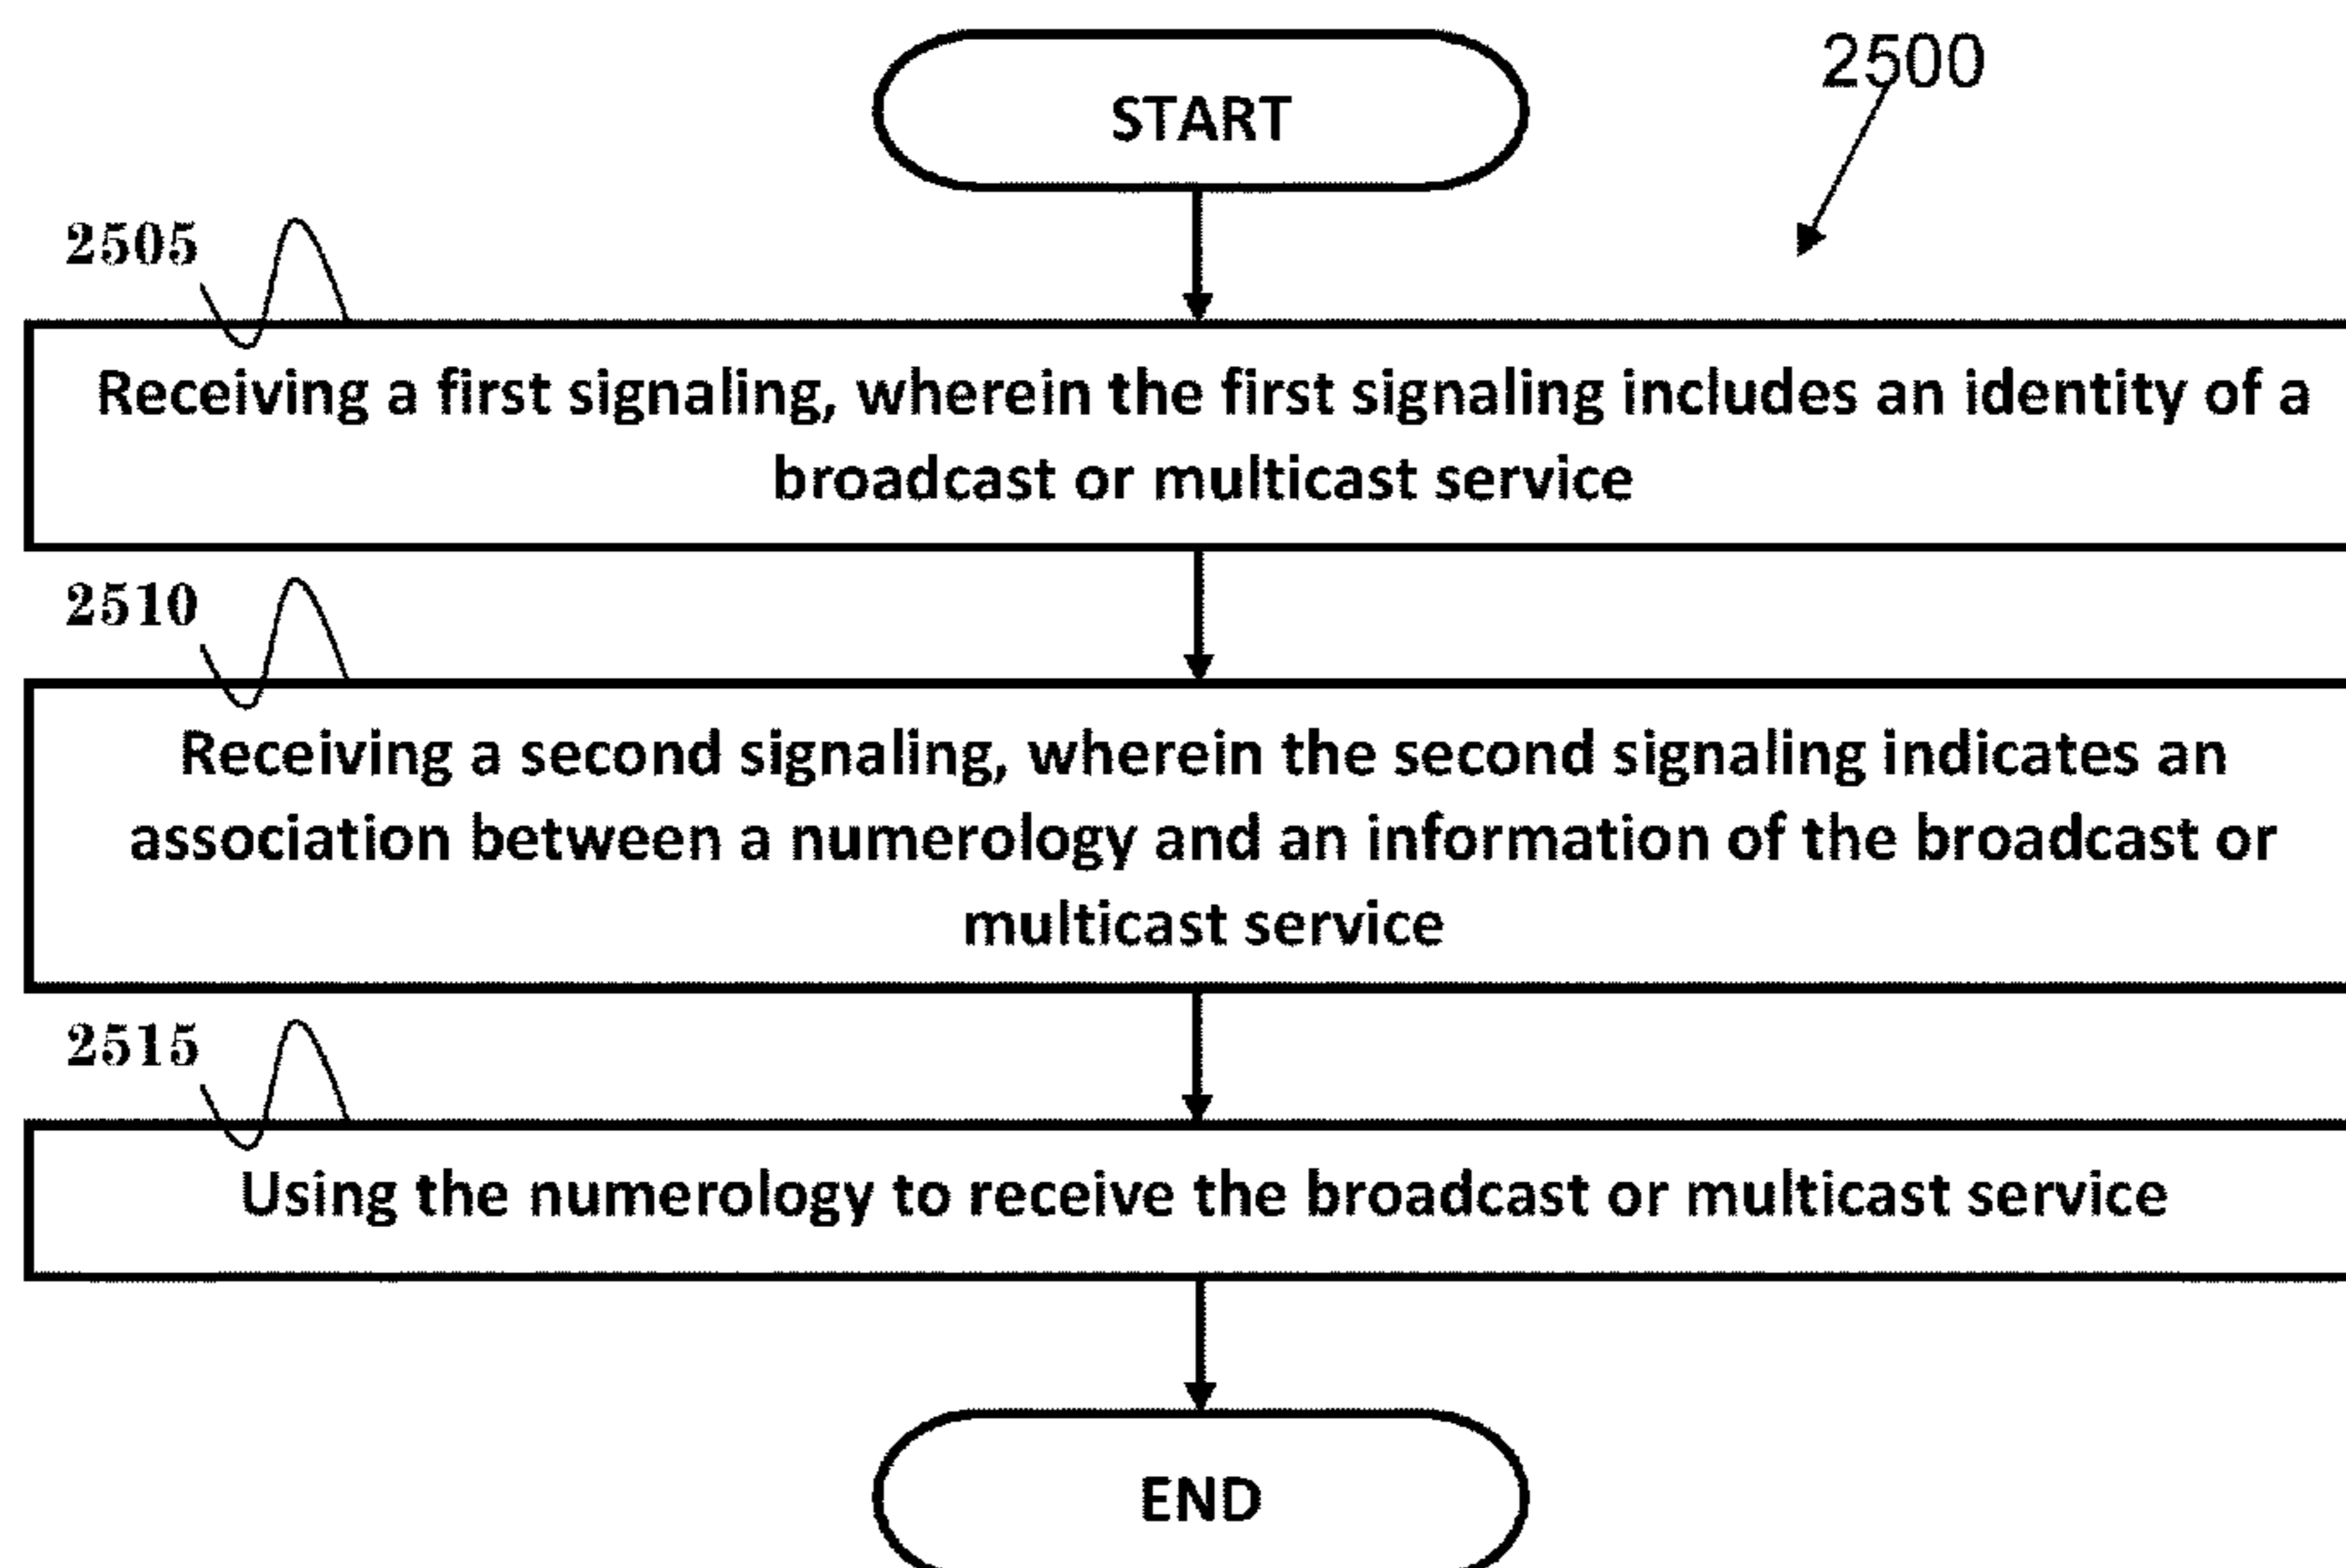 START
2500
2505
Receiving a first signaling, wherein the first signaling includes an identity of a
broadcast or multicast service
2510
Receiving a second signaling, wherein the second signaling indicates an
association between a numerology and an information of the broadcast or
multicast service
2515
Using the numerology to receive the broadcast or multicast service
END